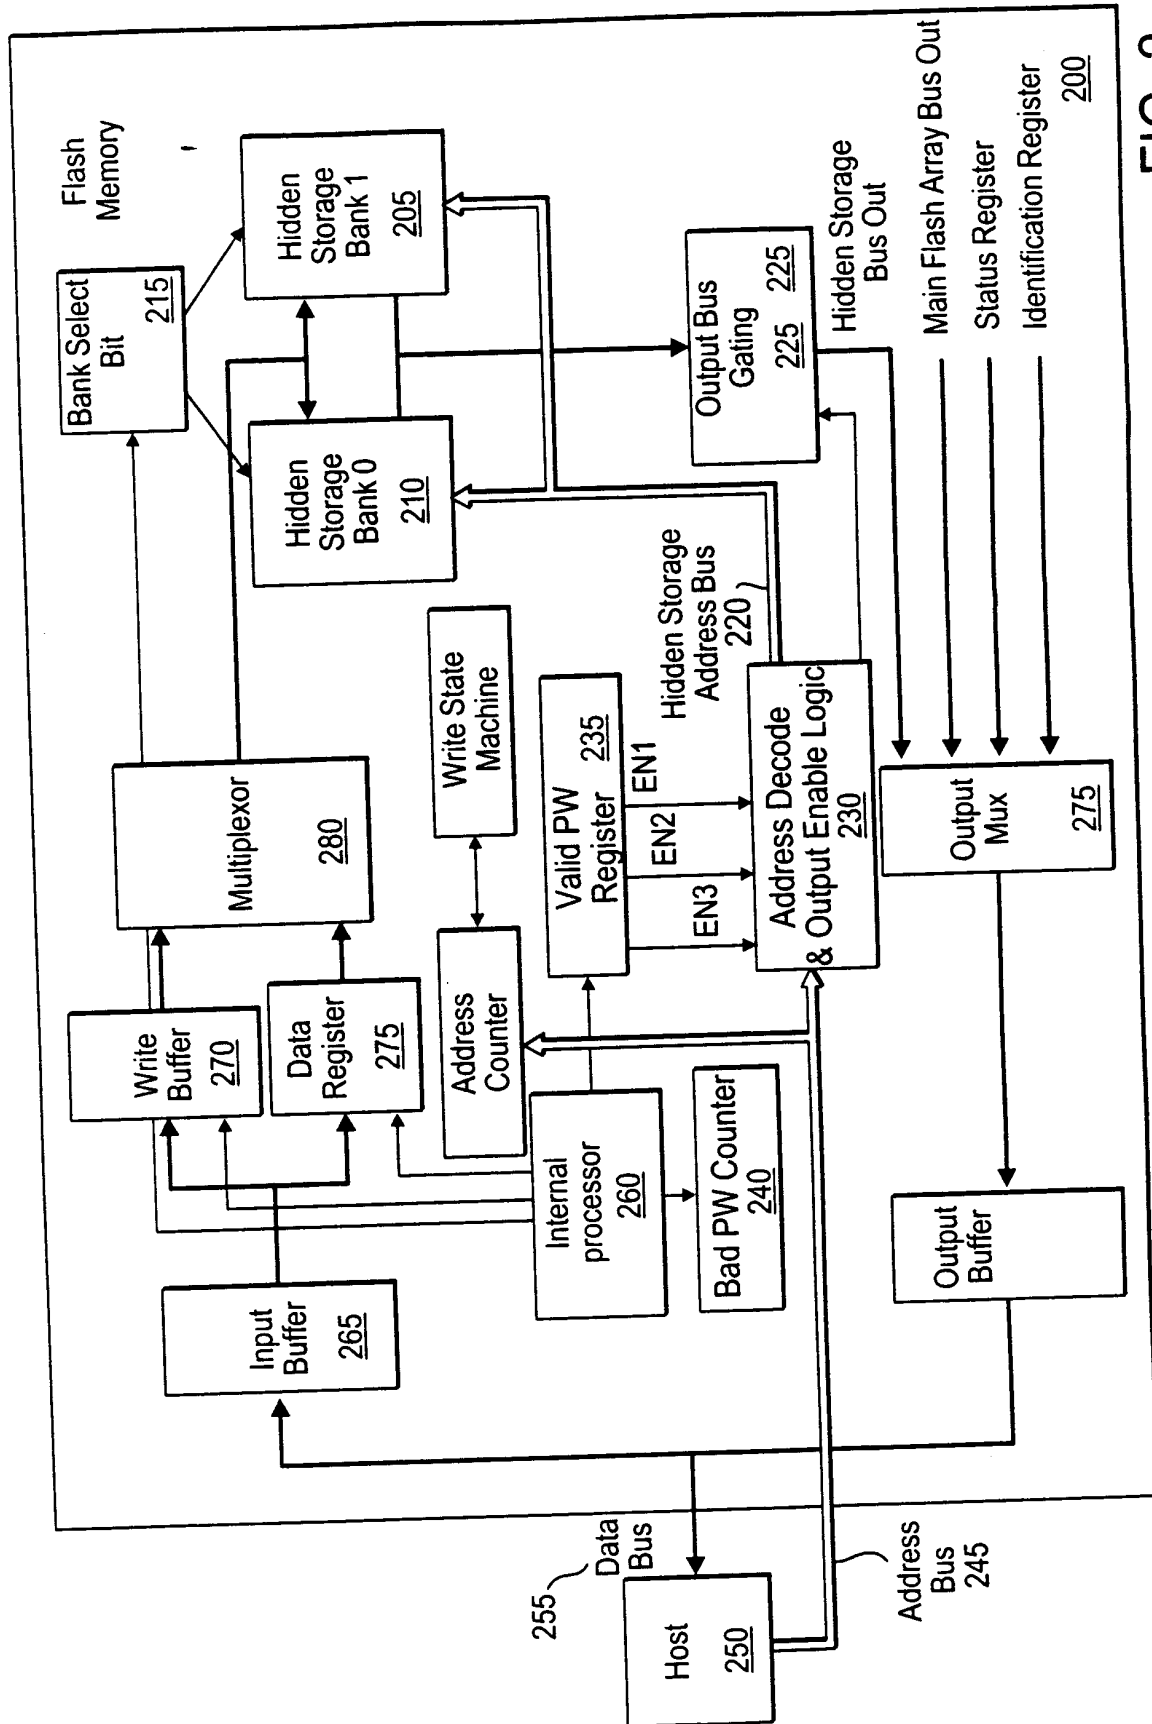 Flash
Memory
Bank Select
Bit
215
Hidden
Storage
Bank 1
205
Hidden
Storage
Bank 0
210
Multiplexor
280
Write
Buffer
270
Data
Register
275
Input
Buffer
265
Write State
Machine
Address
Counter
Internal
processor
260
Bad PW Counter
240
Valid PW
Register
235
EN1
EN2
EN3
Hidden Storage
Address Bus
220
Address Decode
& Output Enable Logic
230
Output Bus
Gating
225
225
Hidden Storage
Bus Out
Main Flash Array Bus Out
Status Register
Identification Register
200
Output
Mux
275
Output
Buffer
255
Data
Bus
Host
250
Address
Bus
245